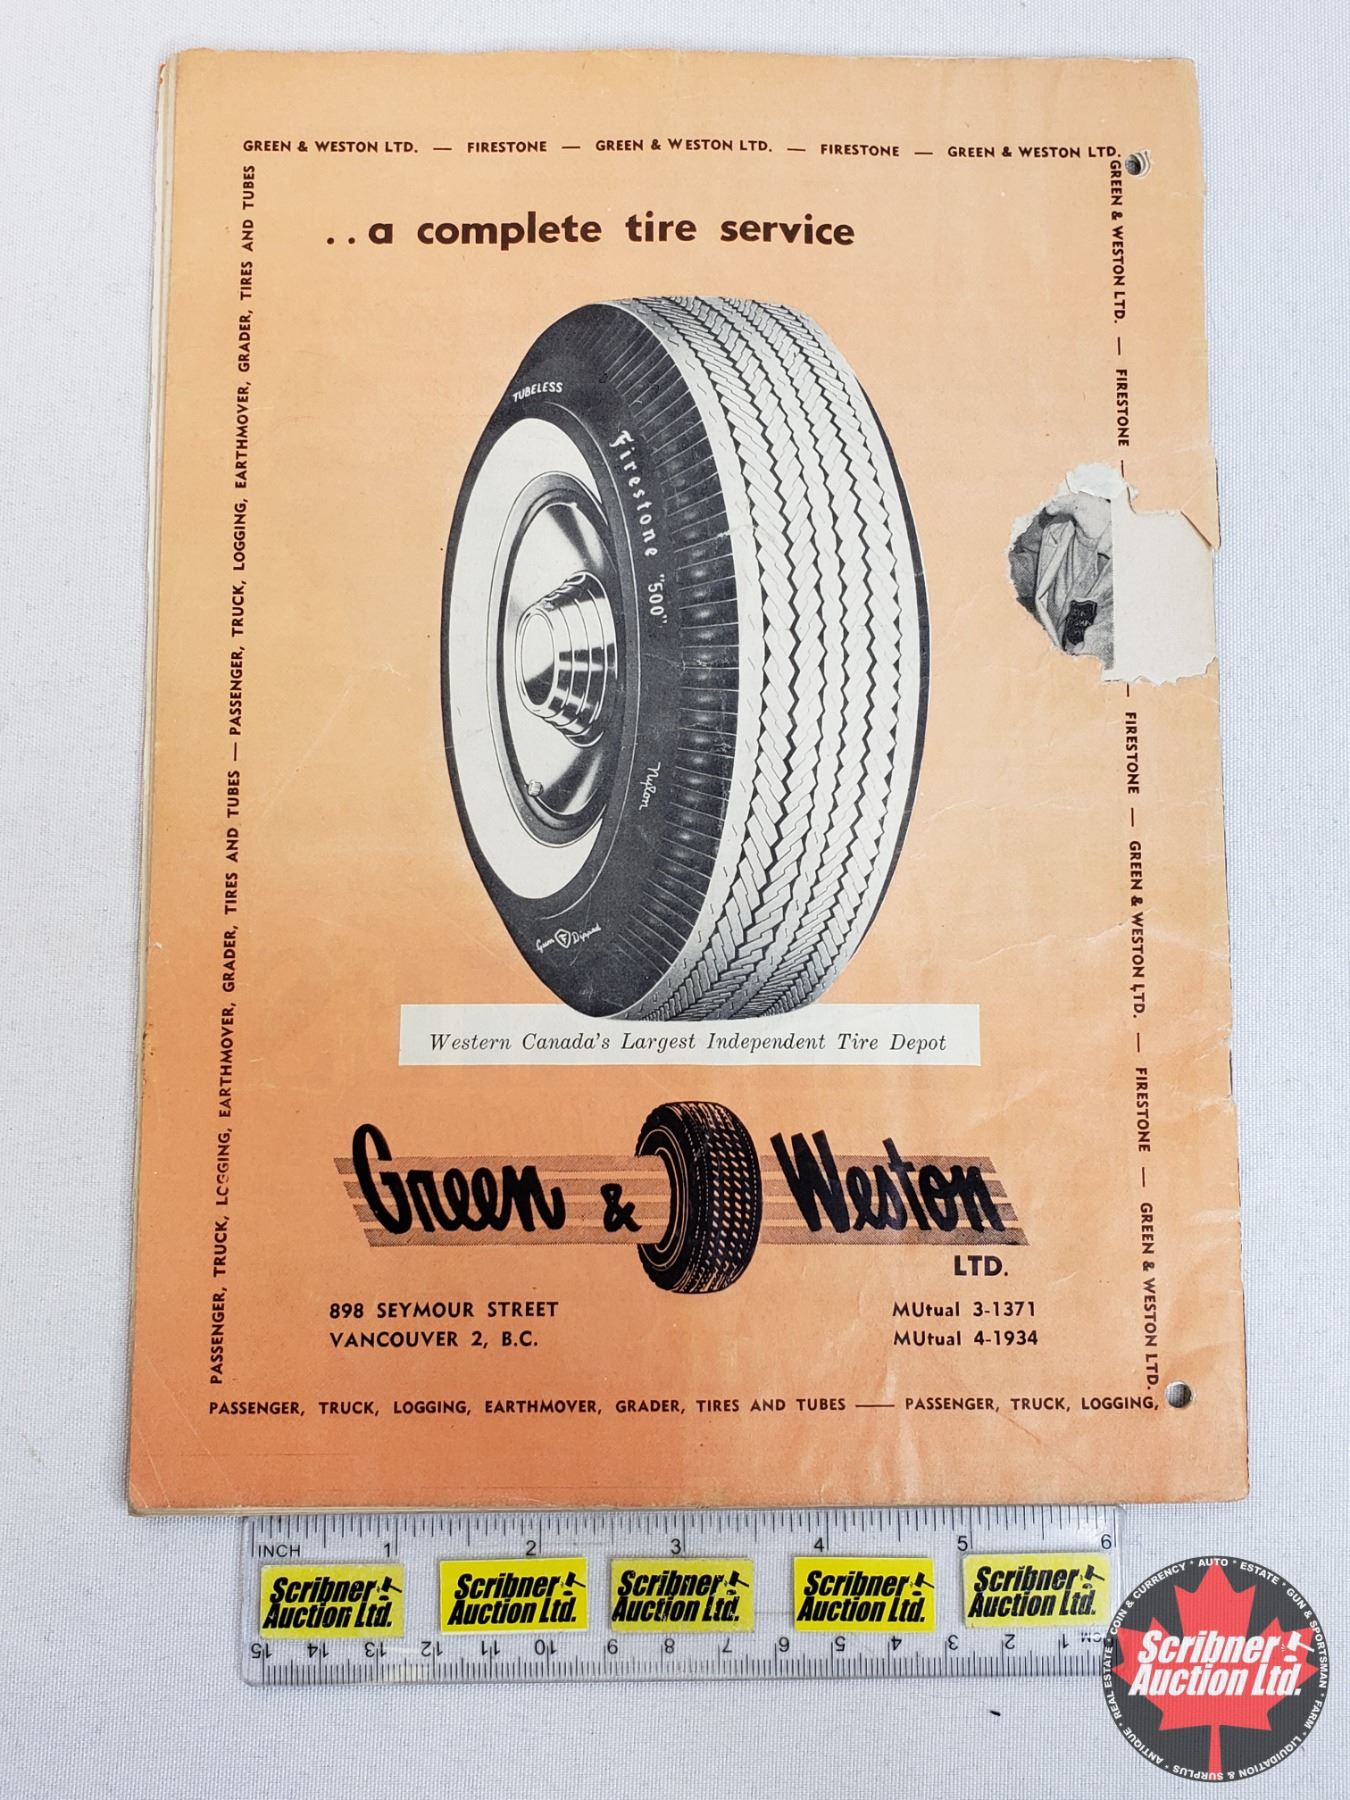 GREEN & WESTON LTD. — FIRESTONE — GREEN & WESTON LTD. — FIRESTONE — GREEN & WESTON LTD.
GREEN & WESTON LTD. — FIRESTONE —
— FIRESTONE — GREEN & WESTON LTD. — FIRESTONE — GREEN & WESTON LTD.
PASSENGER, TRUCK, LOGGING, EARTHMOVER, GRADER, TIRES AND TUBES — PASSENGER, TRUCK, LOGGING, EARTHMOVER, GRADER, TIRES AND TUBES
. . a complete tire service
TUBELESS
Firestone "500"
Nylon
Gum F Dipped
Western Canada's Largest Independent Tire Depot
Green & Weston
LTD.
898 SEYMOUR STREET
VANCOUVER 2, B.C.
MUtual 3-1371
MUtual 4-1934
PASSENGER, TRUCK, LOGGING, EARTHMOVER, GRADER, TIRES AND TUBES — PASSENGER, TRUCK, LOGGING,
INCH 1 2 3 4 5 6
Scribner Auction Ltd.
Scribner Auction Ltd.
Scribner Auction Ltd.
Scribner Auction Ltd.
Scribner Auction Ltd.
15 14 13 12 11 10 9 8 7 6 5 4 3 2 1 CM
COIN & CURRENCY * AUTO * ESTATE * GUN & SPORTSMAN * FARM * LIQUIDATION & SURPLUS * ANTIQUE * REAL ESTATE *
Scribner
Auction Ltd.